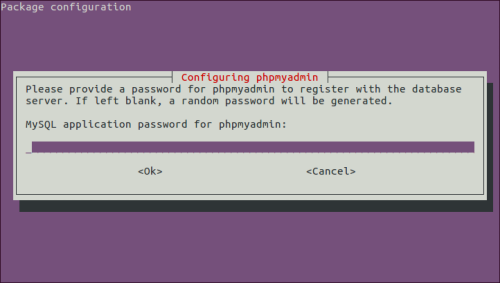 Package configuration
Configuring phpmyadmin
Please provide a password for phpmyadmin to register with the database
server. If left blank, a random password will be generated.
MySQL application password for phpmyadmin:
<Ok> <Cancel>